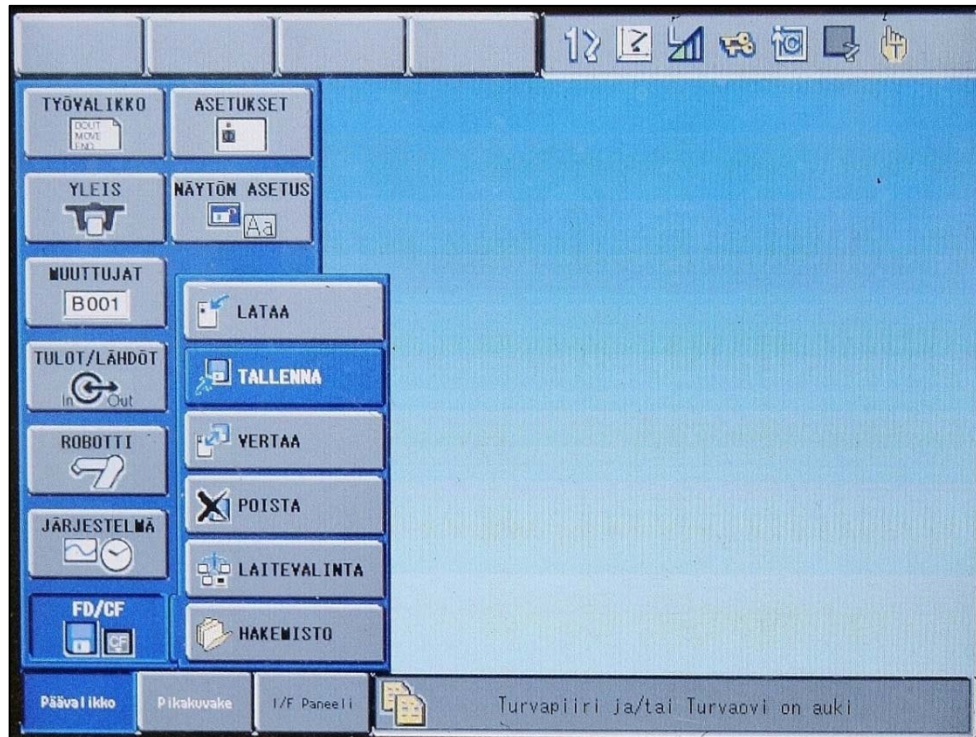 TYÖVALIKKO
DOUT
MOVE
END
ASETUKSET
YLEIS
NÄYTÖN ASETUS
Aa
MUUTTUJAT
B001
TULOT/LÄHDÖT
In Out
ROBOTTI
JÄRJESTELMÄ
FD/CF
CF
LATAA
TALLENNA
VERTAA
POISTA
LAITEVALINTA
HAKEMISTO
Päävalikko
Pikakuvake
I/F Paneeli
Turvapiiri ja/tai Turvaovi on auki